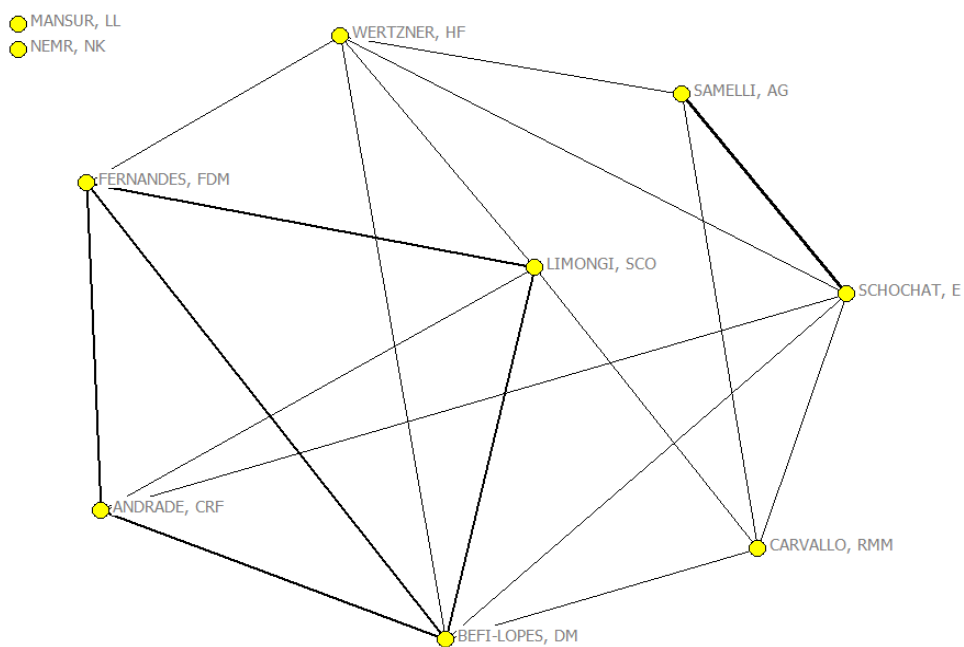 MANSUR, LL
WERTZNER, HF
NEMR, NK
SAMELLI, AG
FERNANDES, FDM
LIMONGI, SCO
SCHOCHAT, E
ANDRADE, CRF
CARVALLO, RMM
BEFI-LOPES, DM